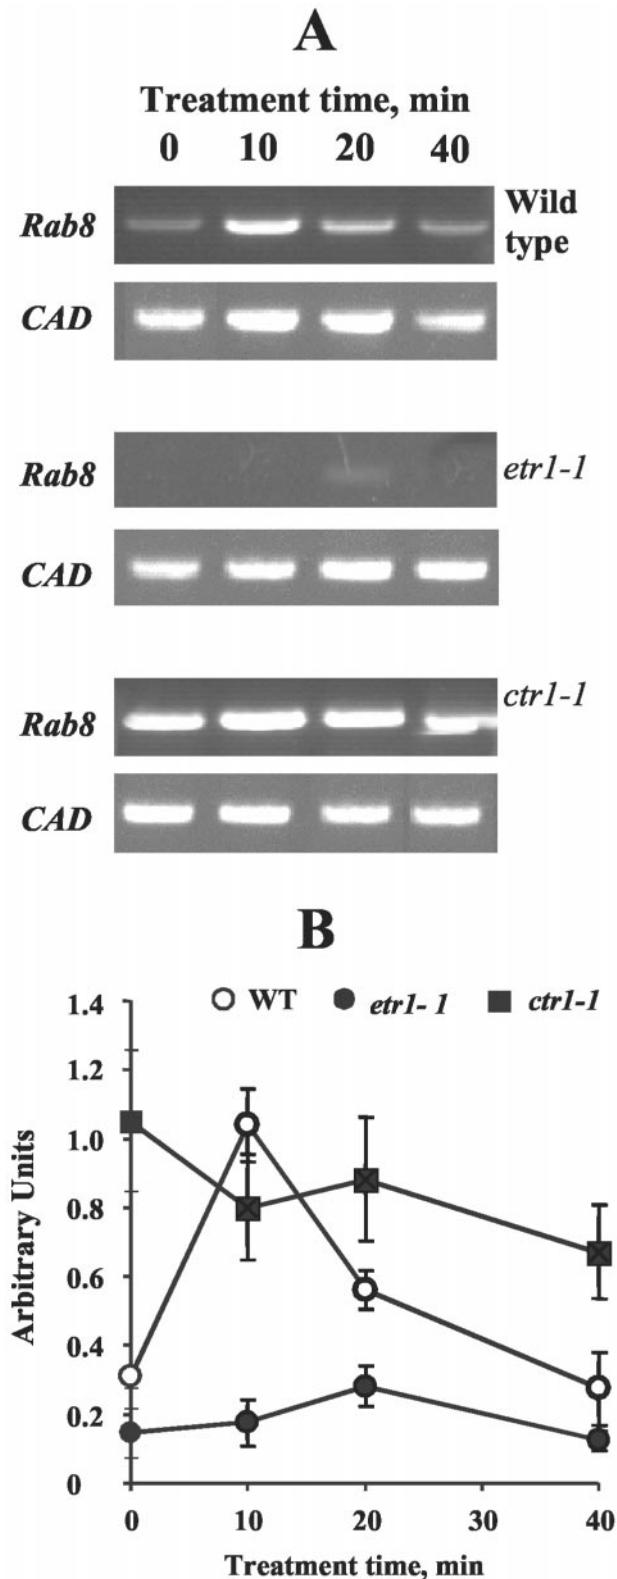 A
Treatment time, min
0 10 20 40
Rab8
Wild type
CAD
Rab8
etr1-1
CAD
Rab8
ctr1-1
CAD
B
WT etr1- 1 ctr1-1
1.4
1.2
1.0
0.8
0.6
0.4
0.2
0
Arbitrary Units
0 10 20 30 40
Treatment time, min